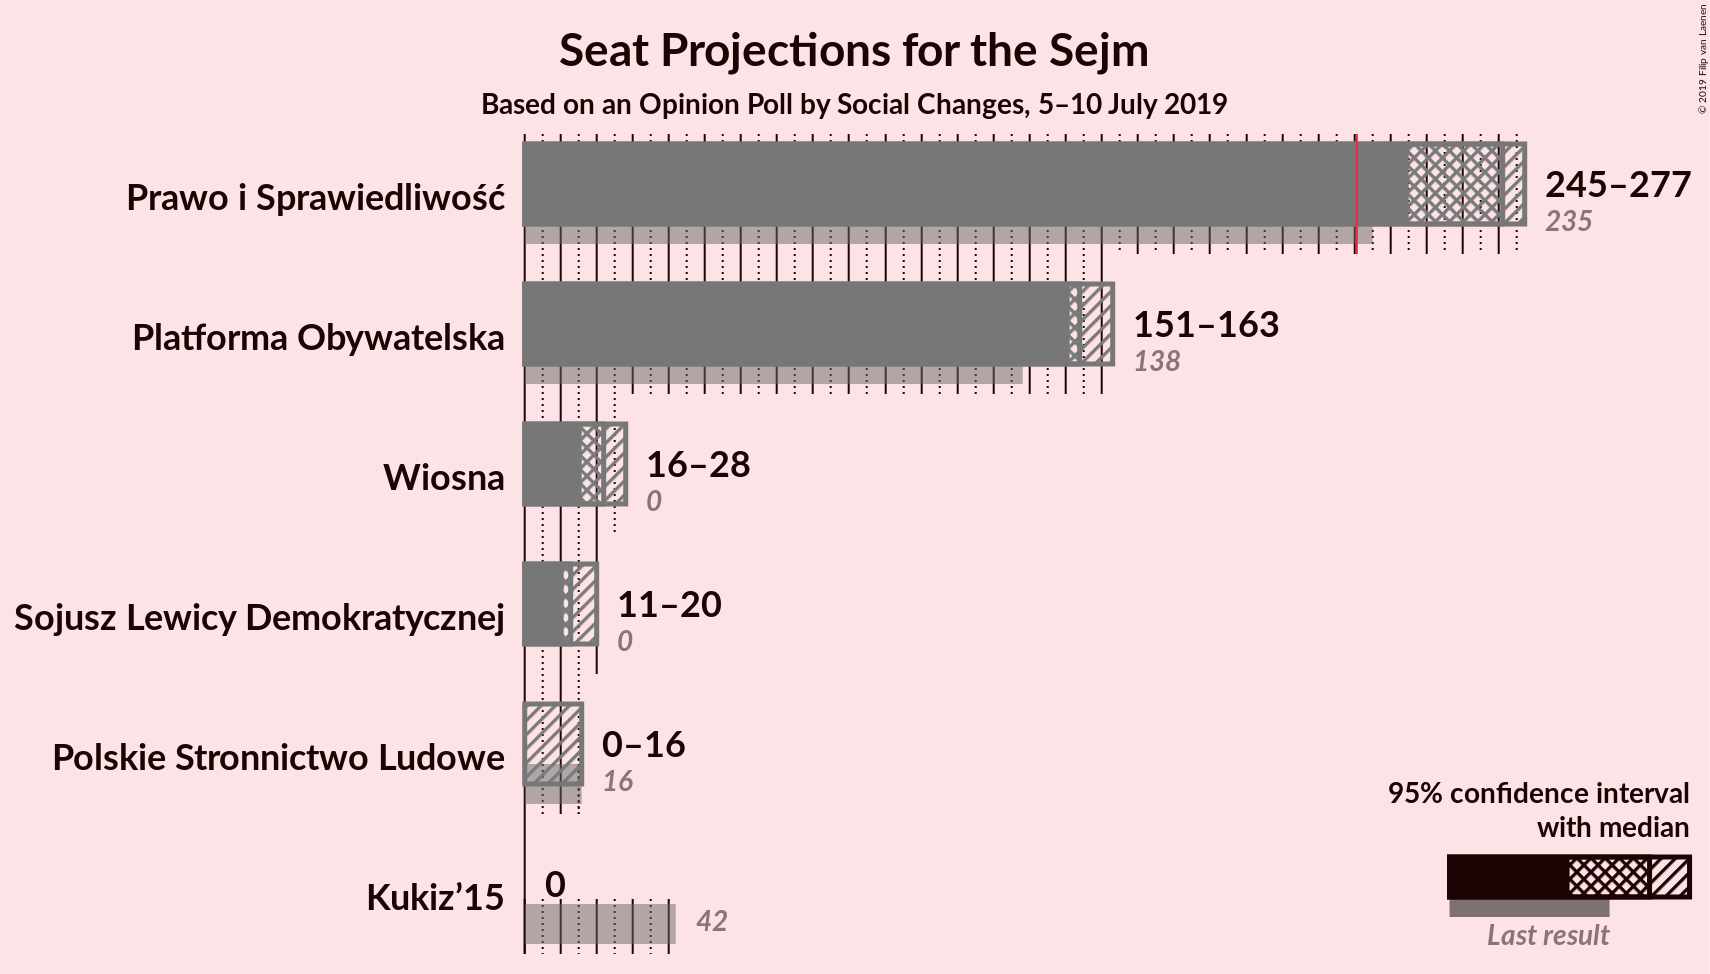 Seat Projections for the Sejm
Based on an Opinion Poll by Social Changes, 5–10 July 2019
© 2019 Filip van Laenen
Prawo i Sprawiedliwość
245–277
235
Platforma Obywatelska
151–163
138
Wiosna
16–28
0
Sojusz Lewicy Demokratycznej
11–20
0
Polskie Stronnictwo Ludowe
0–16
16
Kukiz’15
0
42
95% confidence interval
with median
Last result